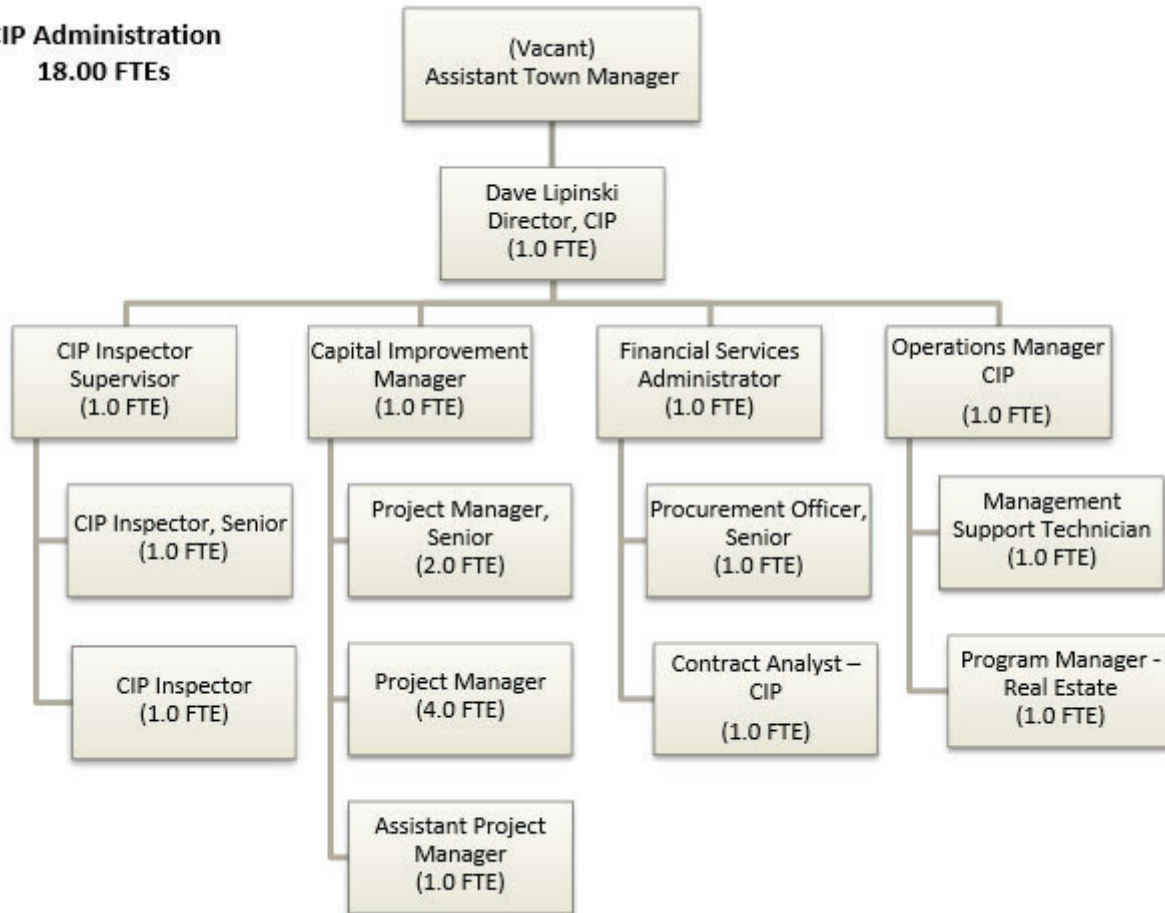 CIP Administration
18.00 FTEs
(Vacant)
Assistant Town Manager
Dave Lipinski
Director, CIP
(1.0 FTE)
CIP Inspector
Supervisor
(1.0 FTE)
Capital Improvement
Manager
(1.0 FTE)
Financial Services
Administrator
(1.0 FTE)
Operations Manager
CIP
(1.0 FTE)
CIP Inspector, Senior
(1.0 FTE)
CIP Inspector
(1.0 FTE)
Project Manager,
Senior
(2.0 FTE)
Project Manager
(4.0 FTE)
Assistant Project
Manager
(1.0 FTE)
Procurement Officer,
Senior
(1.0 FTE)
Contract Analyst –
CIP
(1.0 FTE)
Management
Support Technician
(1.0 FTE)
Program Manager -
Real Estate
(1.0 FTE)